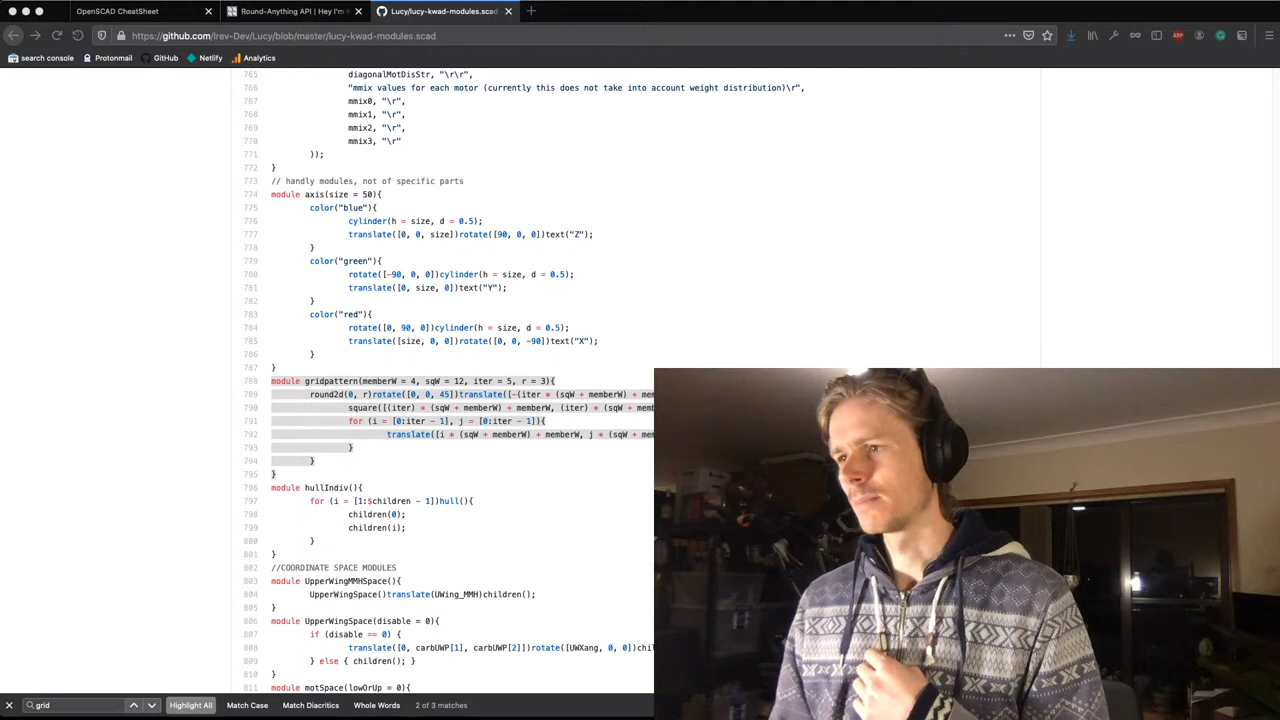 OpenSCAD CheatSheet
Round-Anything API | Hey I'm K
Lucy/lucy-kwad-modules.scad
https://github.com/Irev-Dev/Lucy/blob/master/lucy-kwad-modules.scad
search console Protonmail GitHub Netlify Analytics
765 diagonalMotDisStr, "\r\r",
766 "mmix values for each motor (currently this does not take into account weight distribution)\r",
767 mmix0, "\r",
768 mmix1, "\r",
769 mmix2, "\r",
770 mmix3, "\r"
771 ));
772 }
773 // handly modules, not of specific parts
774 module axis(size = 50){
775 color("blue"){
776 cylinder(h = size, d = 0.5);
777 translate([0, 0, size])rotate([90, 0, 0])text("Z");
778 }
779 color("green"){
780 rotate([-90, 0, 0])cylinder(h = size, d = 0.5);
781 translate([0, size, 0])text("Y");
782 }
783 color("red"){
784 rotate([0, 90, 0])cylinder(h = size, d = 0.5);
785 translate([size, 0, 0])rotate([0, 0, -90])text("X");
786 }
787 }
788 module gridpattern(memberW = 4, sqW = 12, iter = 5, r = 3){
789 round2d(0, r)rotate([0, 0, 45])translate([-(iter * (sqW + memberW) + me
790 square([(iter) * (sqW + memberW) + memberW, (iter) * (sqW + mem
791 for (i = [0:iter - 1], j = [0:iter - 1]){
792 translate([i * (sqW + memberW) + memberW, j * (sqW + me
793 }
794 }
795 }
796 module hullIndiv(){
797 for (i = [1:$children - 1])hull(){
798 children(0);
799 children(i);
800 }
801 }
802 //COORDINATE SPACE MODULES
803 module UpperWingMMHSpace(){
804 UpperWingSpace()translate(UWing_MMH)children();
805 }
806 module UpperWingSpace(disable = 0){
807 if (disable == 0) {
808 translate([0, carbUWP[1], carbUWP[2]])rotate([UWXang, 0, 0])chi
809 } else { children(); }
810 }
811 module motSpace(lowOrUp = 0){
grid Highlight All Match Case Match Diacritics Whole Words 2 of 3 matches